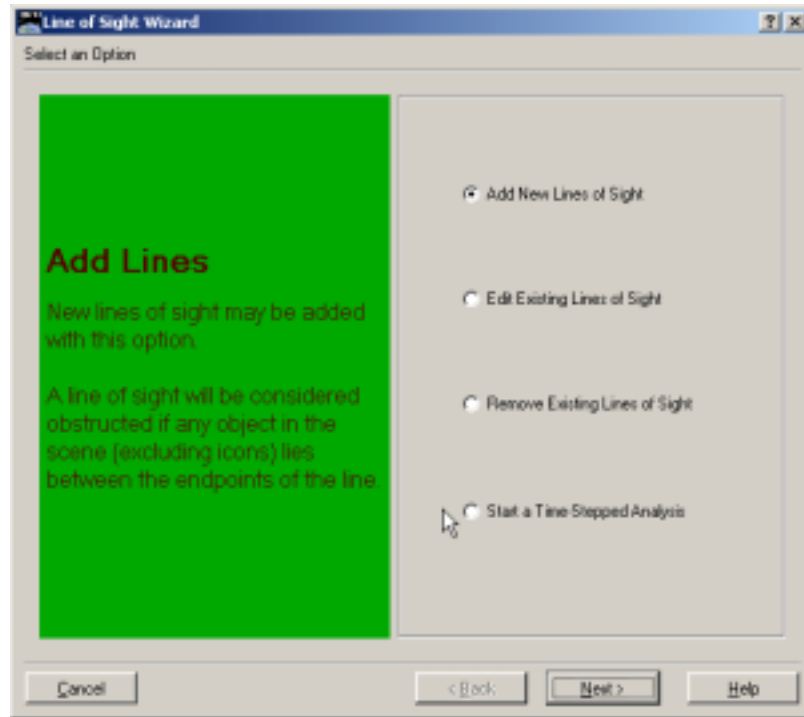 Line of Sight Wizard
Select an Option
Add Lines
New lines of sight may be added
with this option.
A line of sight will be considered
obstructed if any object in the
scene (excluding icons) lies
between the endpoints of the line.
Add New Lines of Sight
Edit Existing Lines of Sight
Remove Existing Lines of Sight
Start a Time-Stepped Analysis
Cancel
< Back
Next >
Help